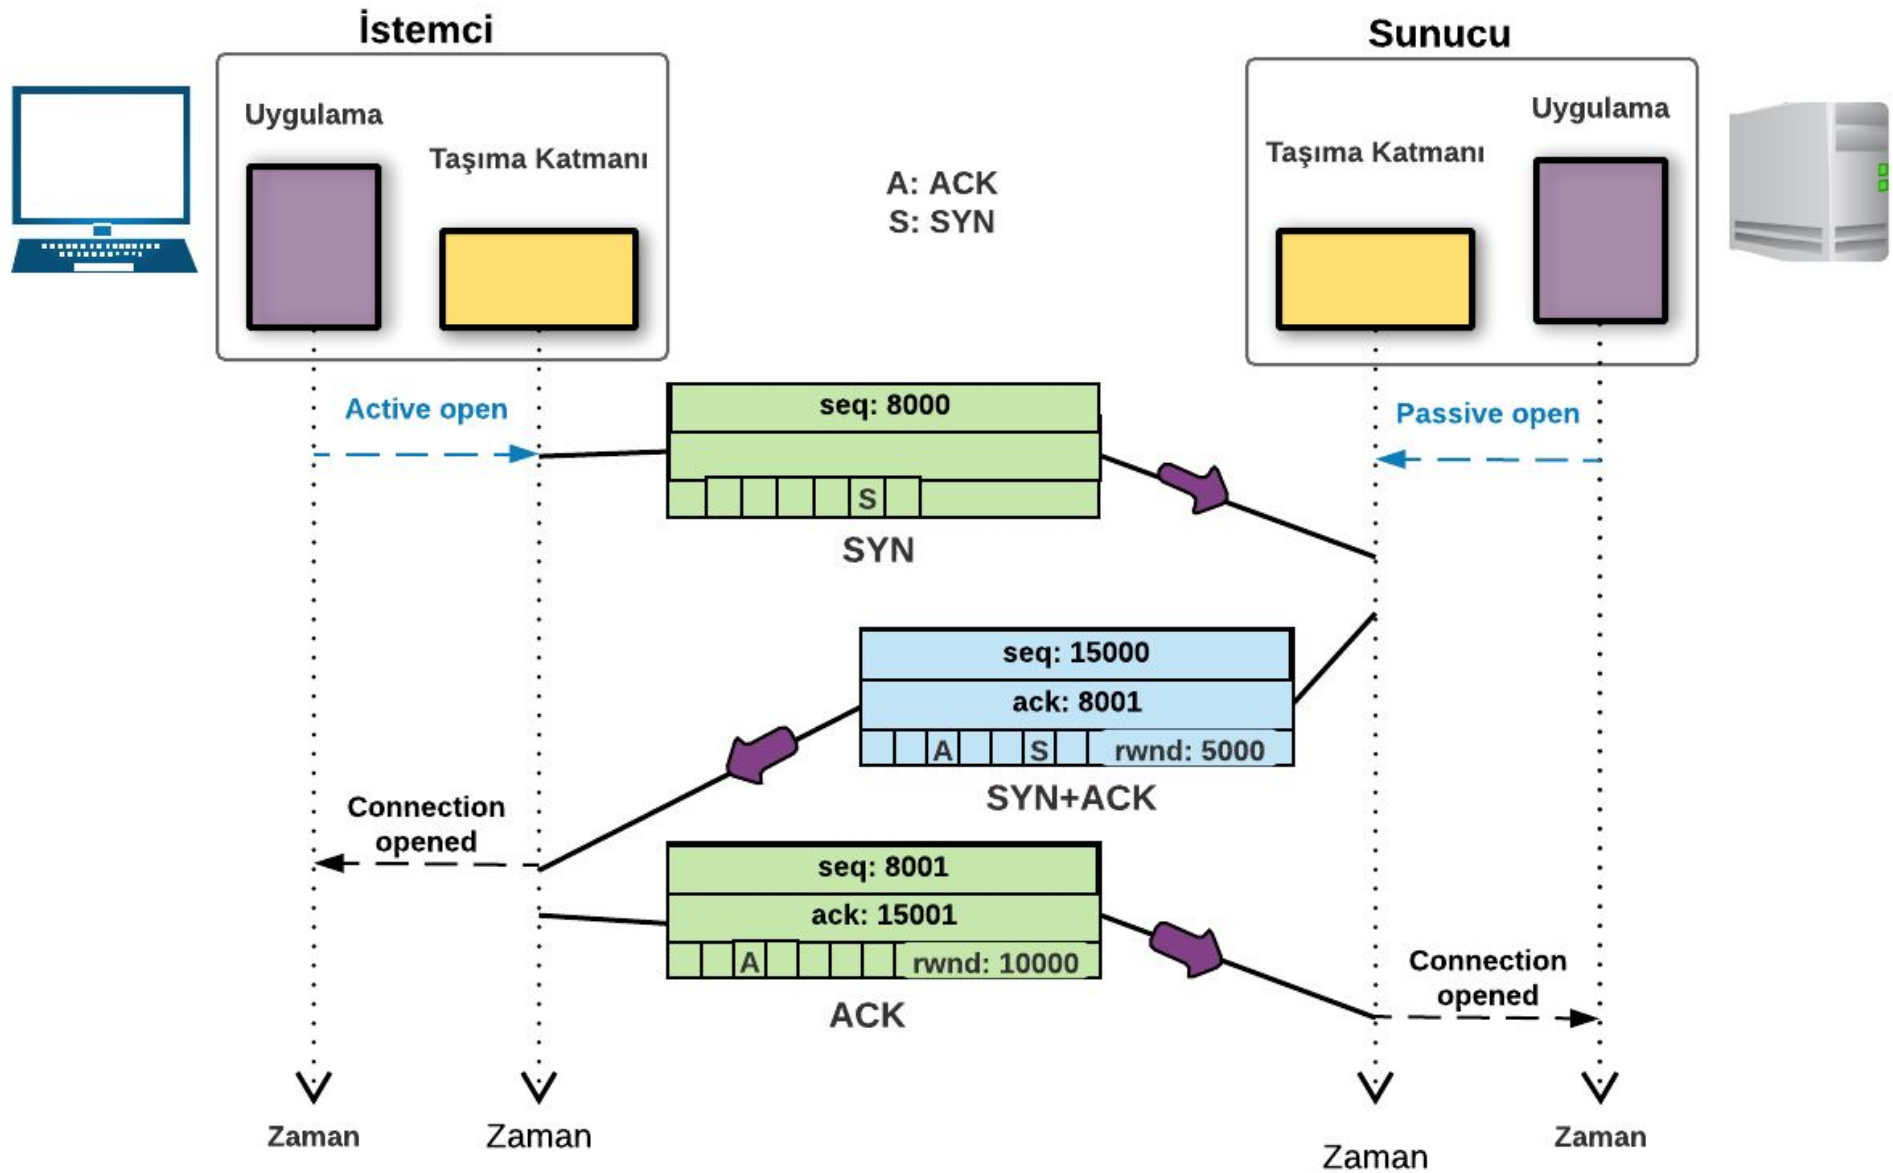 İstemci
Sunucu
Uygulama
Taşıma Katmanı
Taşıma Katmanı
Uygulama
A: ACK
S: SYN
Active open
seq: 8000
Passive open
S
SYN
seq: 15000
ack: 8001
A S rwnd: 5000
SYN+ACK
Connection
opened
seq: 8001
ack: 15001
A rwnd: 10000
ACK
Connection
opened
Zaman
Zaman
Zaman
Zaman